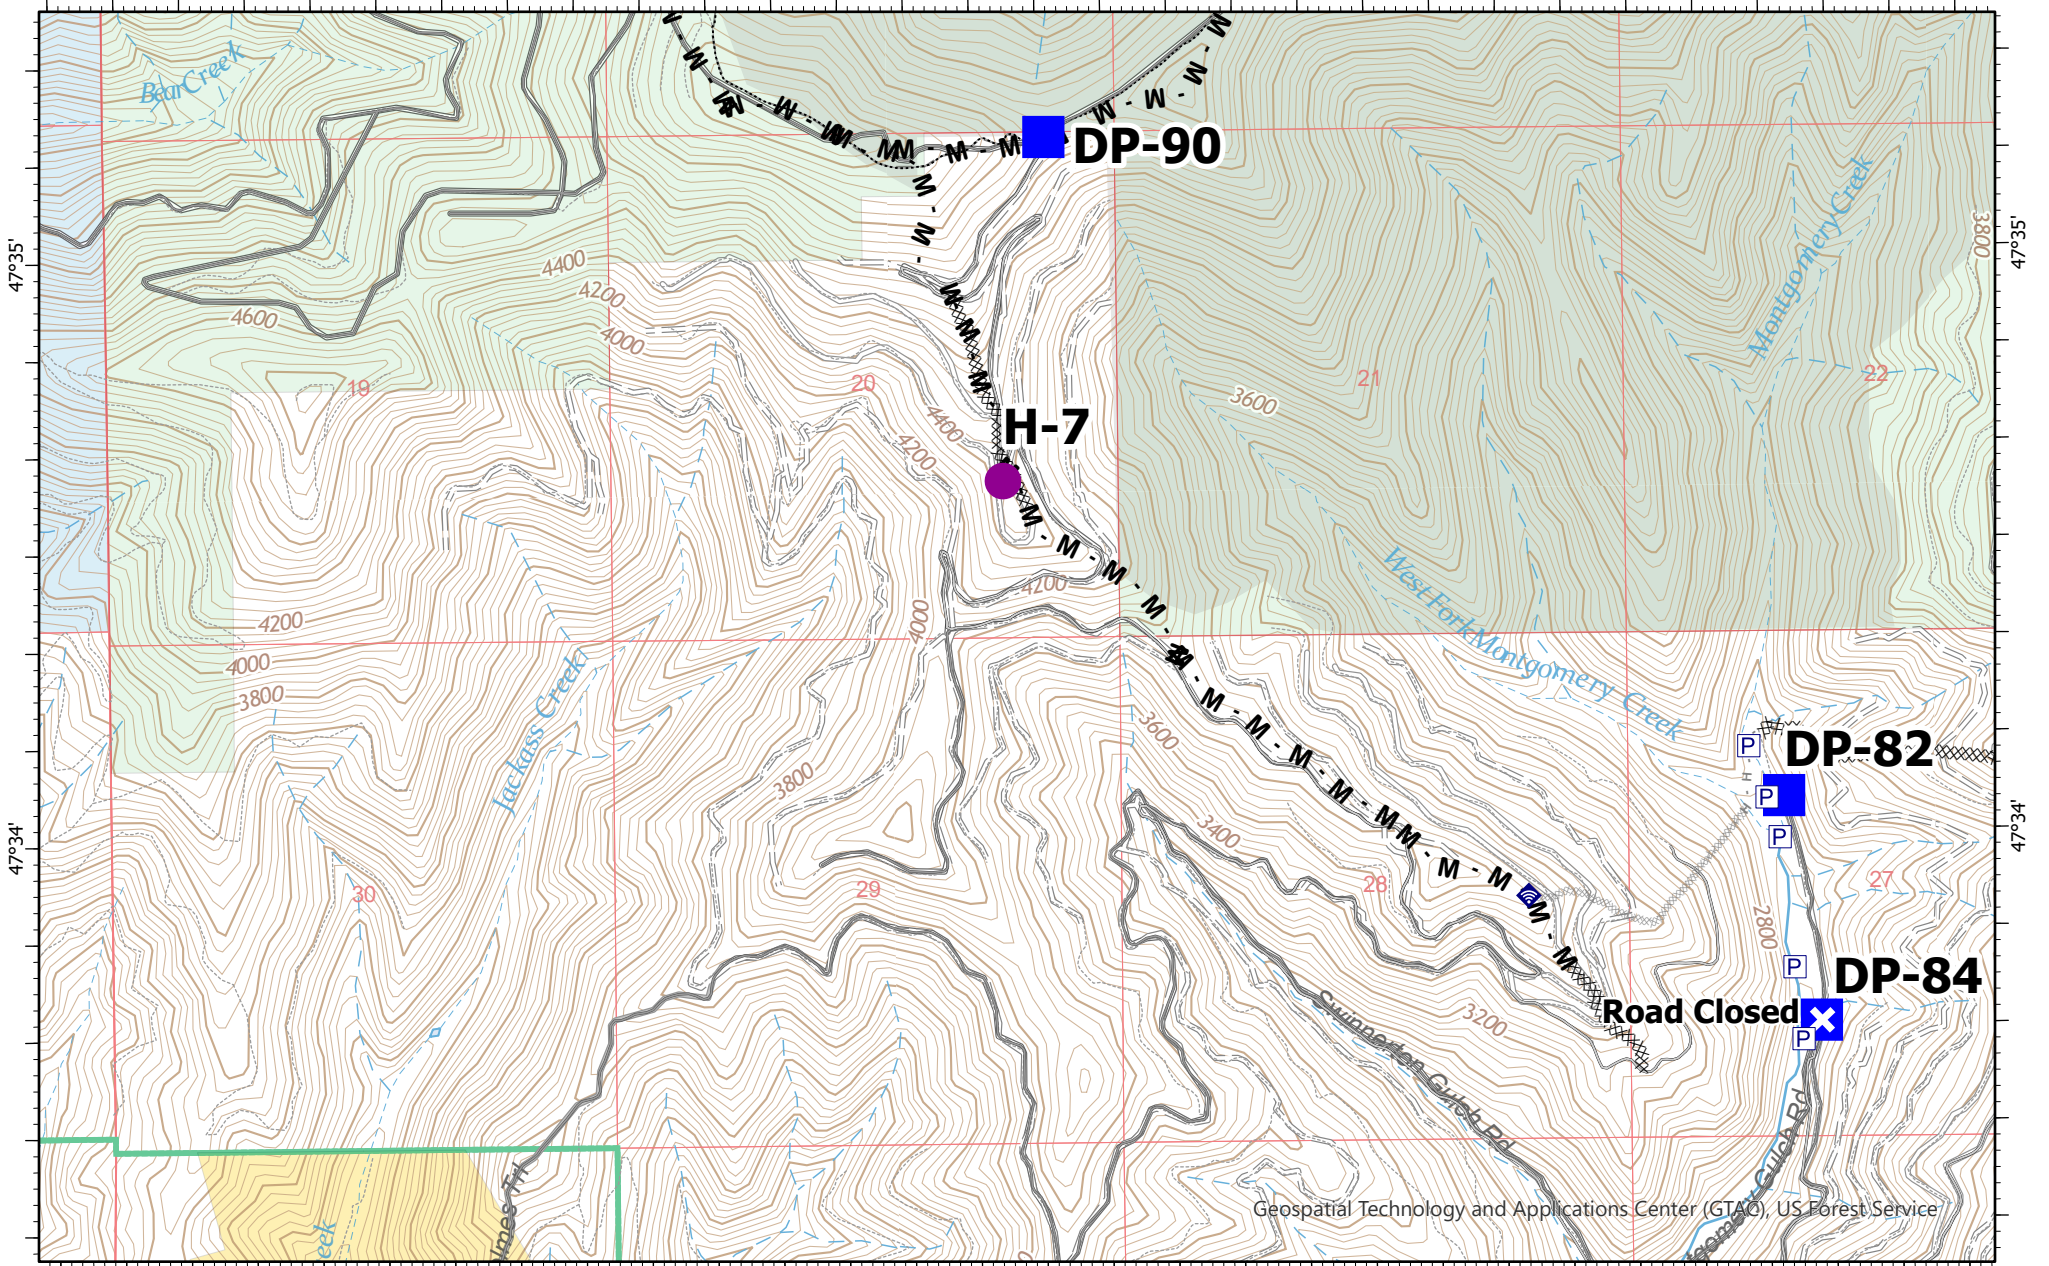 Bear Creek
DP-90
47°35'
47°35'
3800
4400
4200
4600
4000
Montgomery Creek
19
20
21
22
3600
H-7
4400
4200
West Fork Montgomery Creek
4200
4200
4000
4000
3800
Jackass Creek
3600
DP-82
P
P
P
3800
3400
47°34'
47°34'
30
29
28
27
2800
P
DP-84
Road Closed
P
3200
Swinnerton Gulch Rd
Geospatial Technology and Applications Center (GTAC), US Forest Service